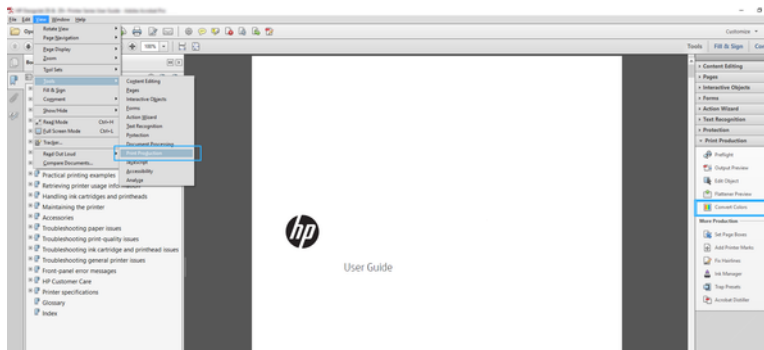 File Edit View Window Help
Rotate View
Page Navigation
Page Display
Zoom
Tool Sets
Tools
Fill & Sign
Comment
Show/Hide
Read Mode Ctrl+H
Full Screen Mode Ctrl+L
Tracker...
Read Out Loud
Compare Documents...
Content Editing
Pages
Interactive Objects
Forms
Action Wizard
Text Recognition
Protection
Document Processing
Print Production
JavaScript
Accessibility
Analyze
100%
Customize
Tools Fill & Sign
Practical printing examples
Retrieving printer usage information
Handling ink cartridges and printheads
Maintaining the printer
Accessories
Troubleshooting paper issues
Troubleshooting print-quality issues
Troubleshooting ink cartridge and printhead issues
Troubleshooting general printer issues
Front-panel error messages
HP Customer Care
Printer specifications
Glossary
Index
hp
User Guide
Content Editing
Pages
Interactive Objects
Forms
Action Wizard
Text Recognition
Protection
Print Production
Preflight
Output Preview
Edit Object
Flattener Preview
Convert Colors
More Production
Set Page Boxes
Add Printer Marks
Fix Hairlines
Ink Manager
Trap Presets
Acrobat Distiller